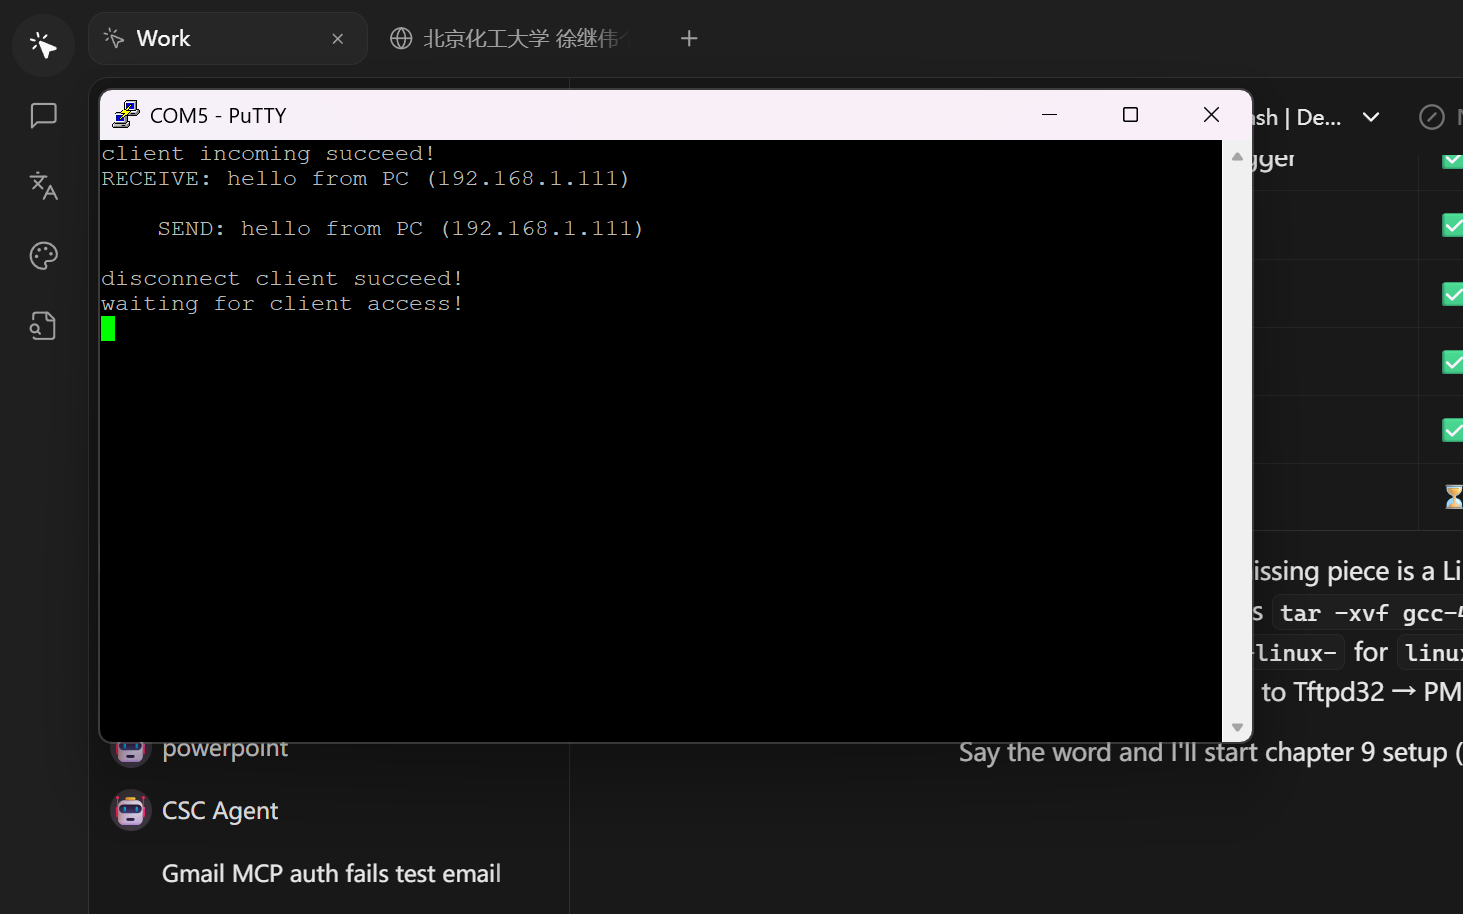 Work
北京化工大学 徐继伟
COM5 - PuTTY
client incoming succeed!
RECEIVE: hello from PC (192.168.1.111)
SEND: hello from PC (192.168.1.111)
disconnect client succeed!
waiting for client access!
| De...
issing piece is a Li
tar -xvf gcc-4
-linux- for linux
to Tftpd32 → PM
powerpoint
Say the word and I'll start chapter 9 setup (
CSC Agent
Gmail MCP auth fails test email